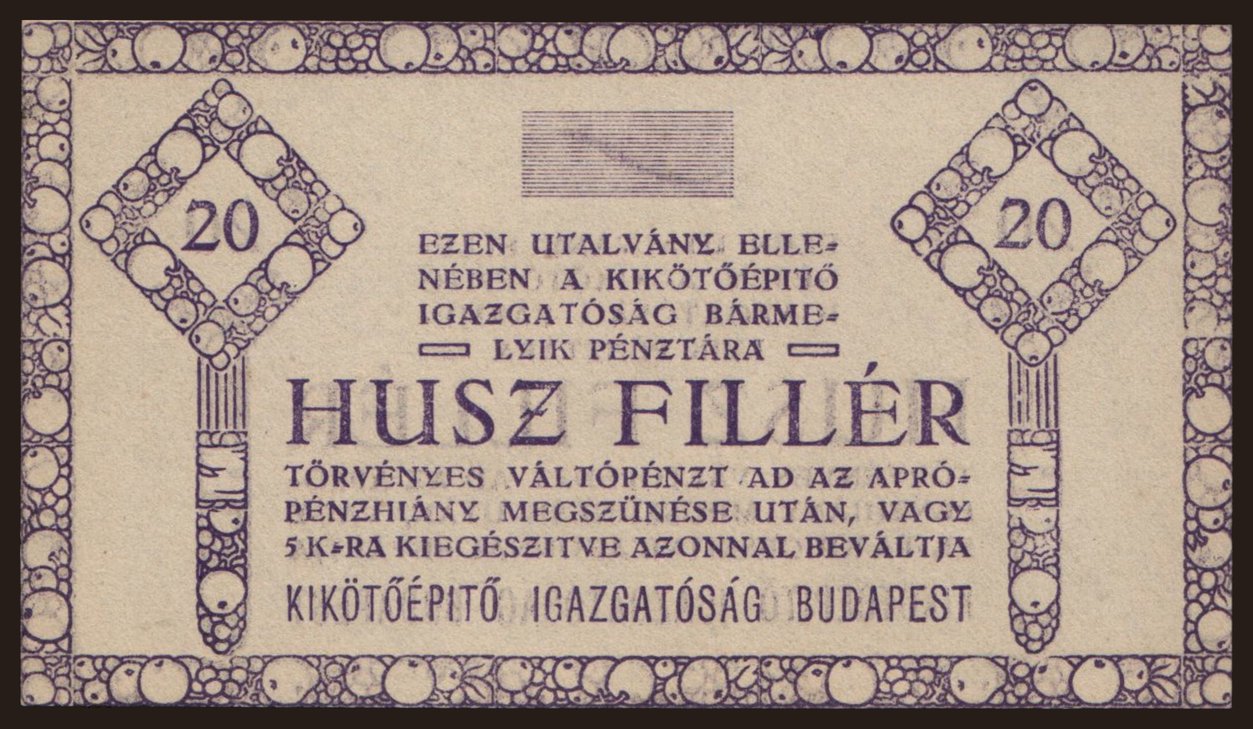 20
20
EZEN UTALVÁNY ELLE=
NÉBEN A KIKÖTŐÉPITŐ
IGAZGATÓSÁG BÁRME=
LYIK PÉNZTÁRA
HUSZ FILLÉR
TÖRVÉNYES VÁLTÓPÉNZT AD AZ APRÓ=
PÉNZHIÁNY MEGSZÜNÉSE UTÁN, VAGY
5 K=RA KIEGÉSZITVE AZONNAL BEVÁLTJA
KIKÖTŐÉPITŐ IGAZGATÓSÁG BUDAPEST